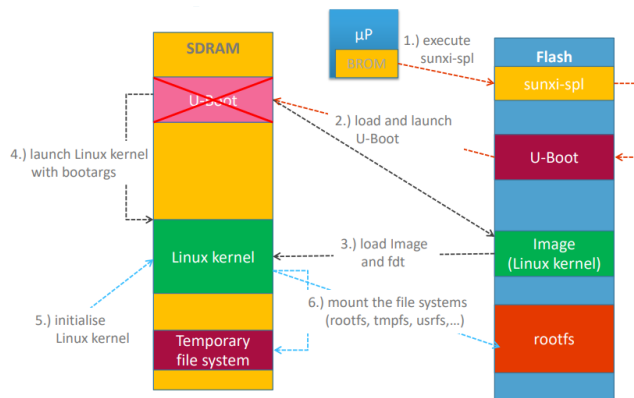 SDRAM
µP
BROM
1.) execute
sunxi-spl
Flash
sunxi-spl
U-Boot
2.) load and launch
U-Boot
U-Boot
4.) launch Linux kernel
with bootargs
Linux kernel
3.) load Image
and fdt
Image
(Linux kernel)
5.) initialise
Linux kernel
6.) mount the file systems
(rootfs, tmpfs, usrfs,...)
Temporary
file system
rootfs